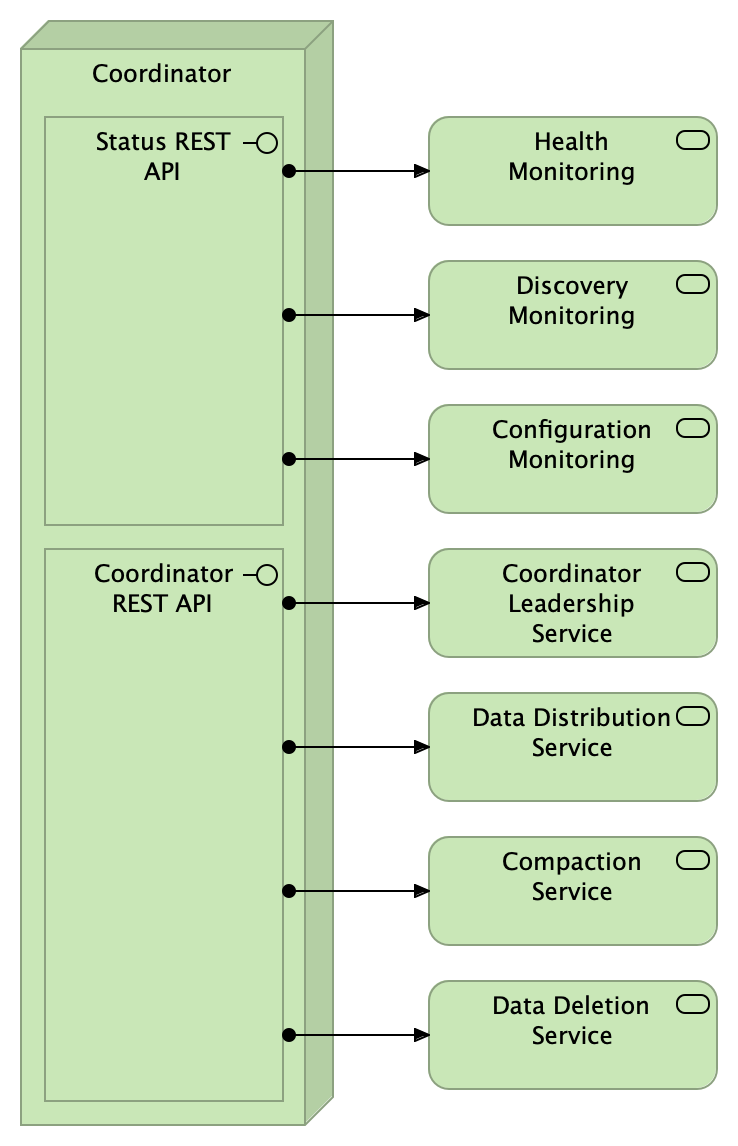 Coordinator
Status REST
API
Health
Monitoring
Discovery
Monitoring
Configuration
Monitoring
Coordinator
REST API
Coordinator
Leadership
Service
Data Distribution
Service
Compaction
Service
Data Deletion
Service